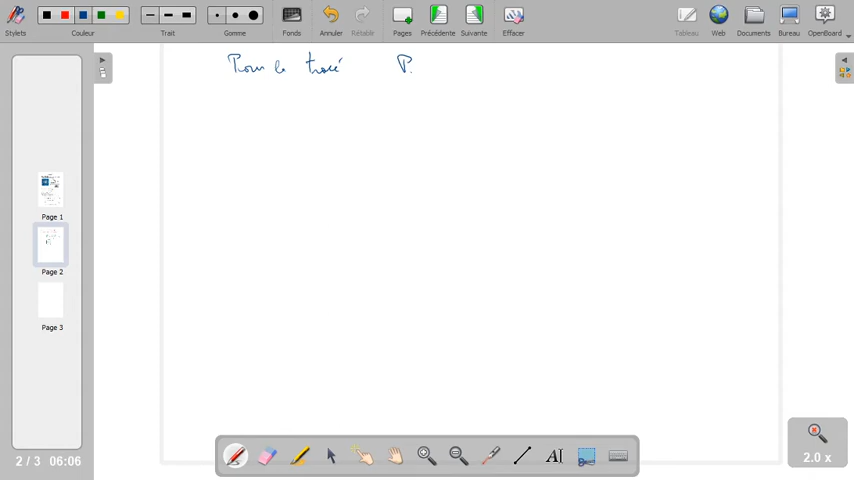 Stylets Couleur Trait Gomme Fonds Annuler Rétablir Pages Précédente Suivante Effacer Tableau Web Documents Bureau OpenBoard
Pour le P.
Page 1
Page 2
Page 3
2 / 3 06:06
AI
2.0 x